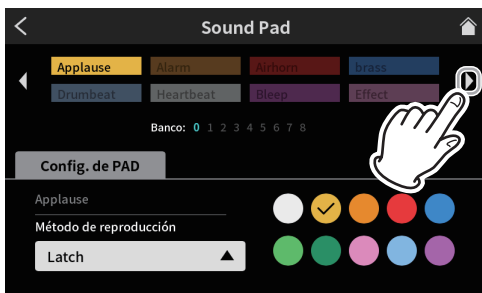 Sound Pad
Applause Alarm Airhorn brass
Drumbeat Heartbeat Bleep Effect
Banco: 0 1 2 3 4 5 6 7 8
Config. de PAD
Applause
Método de reproducción
Latch